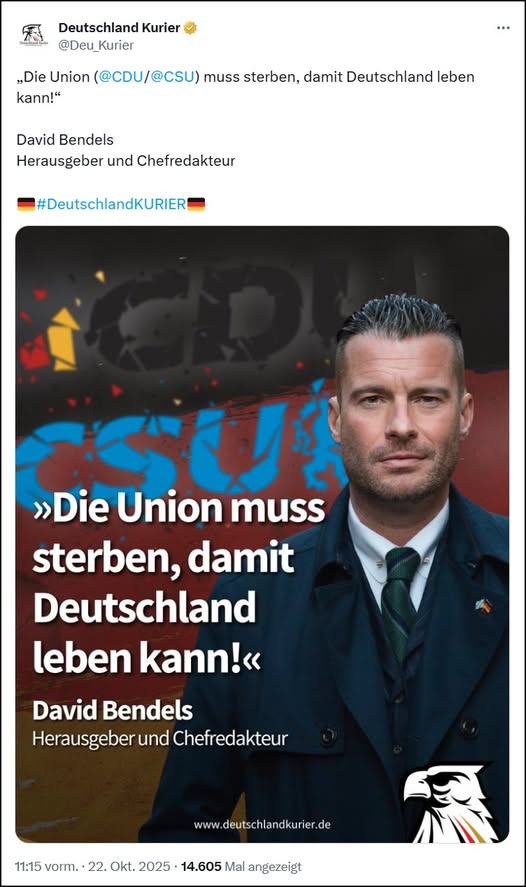 Deutschland Kurier
@Deu_Kurier
„Die Union (@CDU/@CSU) muss sterben, damit Deutschland leben
kann!“
David Bendels
Herausgeber und Chefredakteur
#DeutschlandKURIER
CDU
CSU
»Die Union muss
sterben, damit
Deutschland
leben kann!«
David Bendels
Herausgeber und Chefredakteur
www.deutschlandkurier.de
11:15 vorm. · 22. Okt. 2025 · 14.605 Mal angezeigt